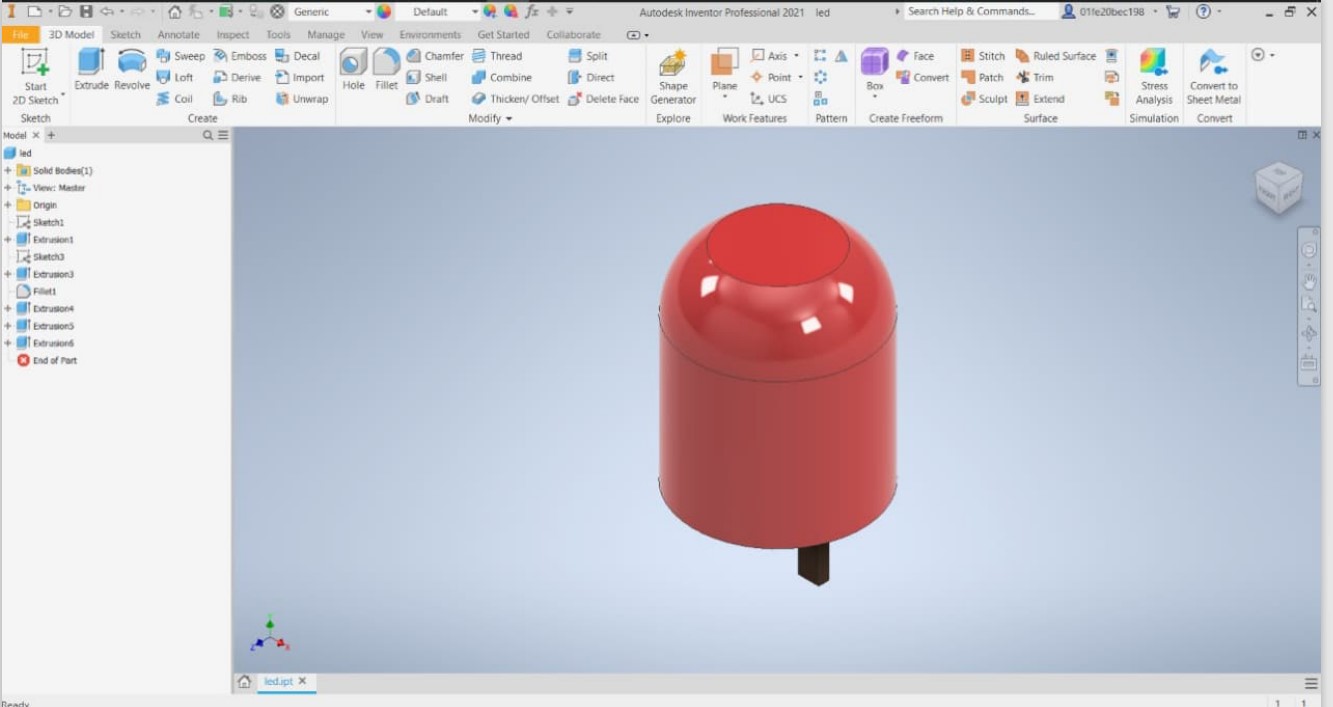 Generic Default Autodesk Inventor Professional 2021 led Search Help & Commands... 01fe20bec198
File 3D Model Sketch Annotate Inspect Tools Manage View Environments Get Started Collaborate
Sweep Emboss Decal Chamfer Thread Split Axis Face Stitch Ruled Surface
Start 2D Sketch Extrude Revolve Loft Derive Import Hole Fillet Shell Combine Direct Shape Generator Plane Point Box Convert Patch Trim Stress Analysis Convert to Sheet Metal
Coil Rib Unwrap Draft Thicken/ Offset Delete Face UCS Sculpt Extend
Sketch Create Modify Explore Work Features Pattern Create Freeform Surface Simulation Convert
Model
led
Solid Bodies(1)
View: Master
Origin
Sketch1
Extrusion1
Sketch3
Extrusion3
Fillet1
Extrusion4
Extrusion5
Extrusion6
End of Part
led.ipt
Ready 1 1